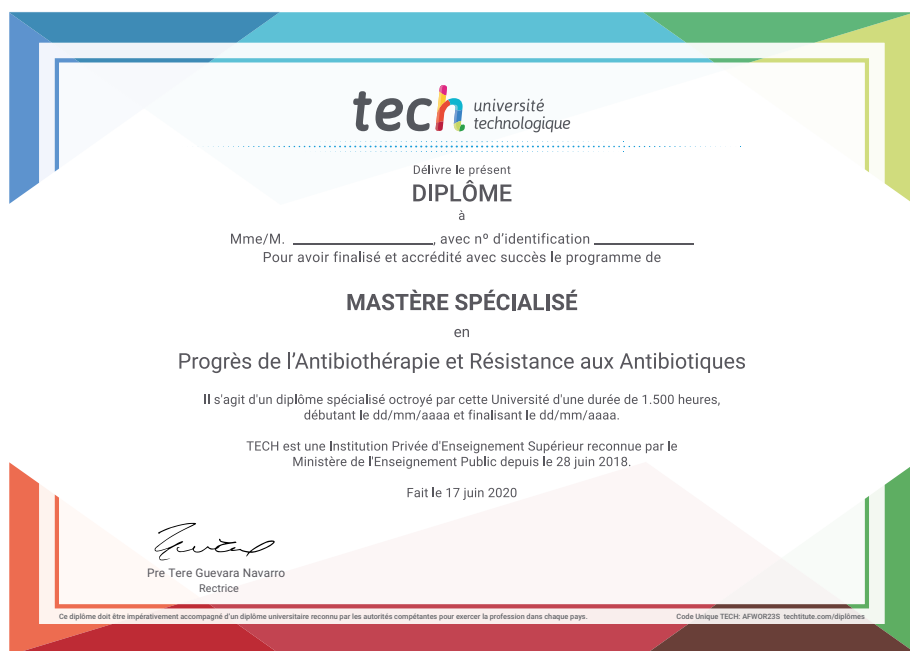 tech université
technologique
Délivre le présent
DIPLÔME
à
Mme/M. ____________________, avec nº d'identification ______________
Pour avoir finalisé et accrédité avec succès le programme de
MASTÈRE SPÉCIALISÉ
en
Progrès de l'Antibiothérapie et Résistance aux Antibiotiques
Il s'agit d'un diplôme spécialisé octroyé par cette Université d'une durée de 1.500 heures,
débutant le dd/mm/aaaa et finalisant le dd/mm/aaaa.
TECH est une Institution Privée d'Enseignement Supérieur reconnue par le
Ministère de l'Enseignement Public depuis le 28 juin 2018.
Fait le 17 juin 2020
Pre Tere Guevara Navarro
Rectrice
Ce diplôme doit être impérativement accompagné d'un diplôme universitaire reconnu par les autorités compétantes pour exercer la profession dans chaque pays.
Code Unique TECH: AFWOR23S techtitute.com/diplômes